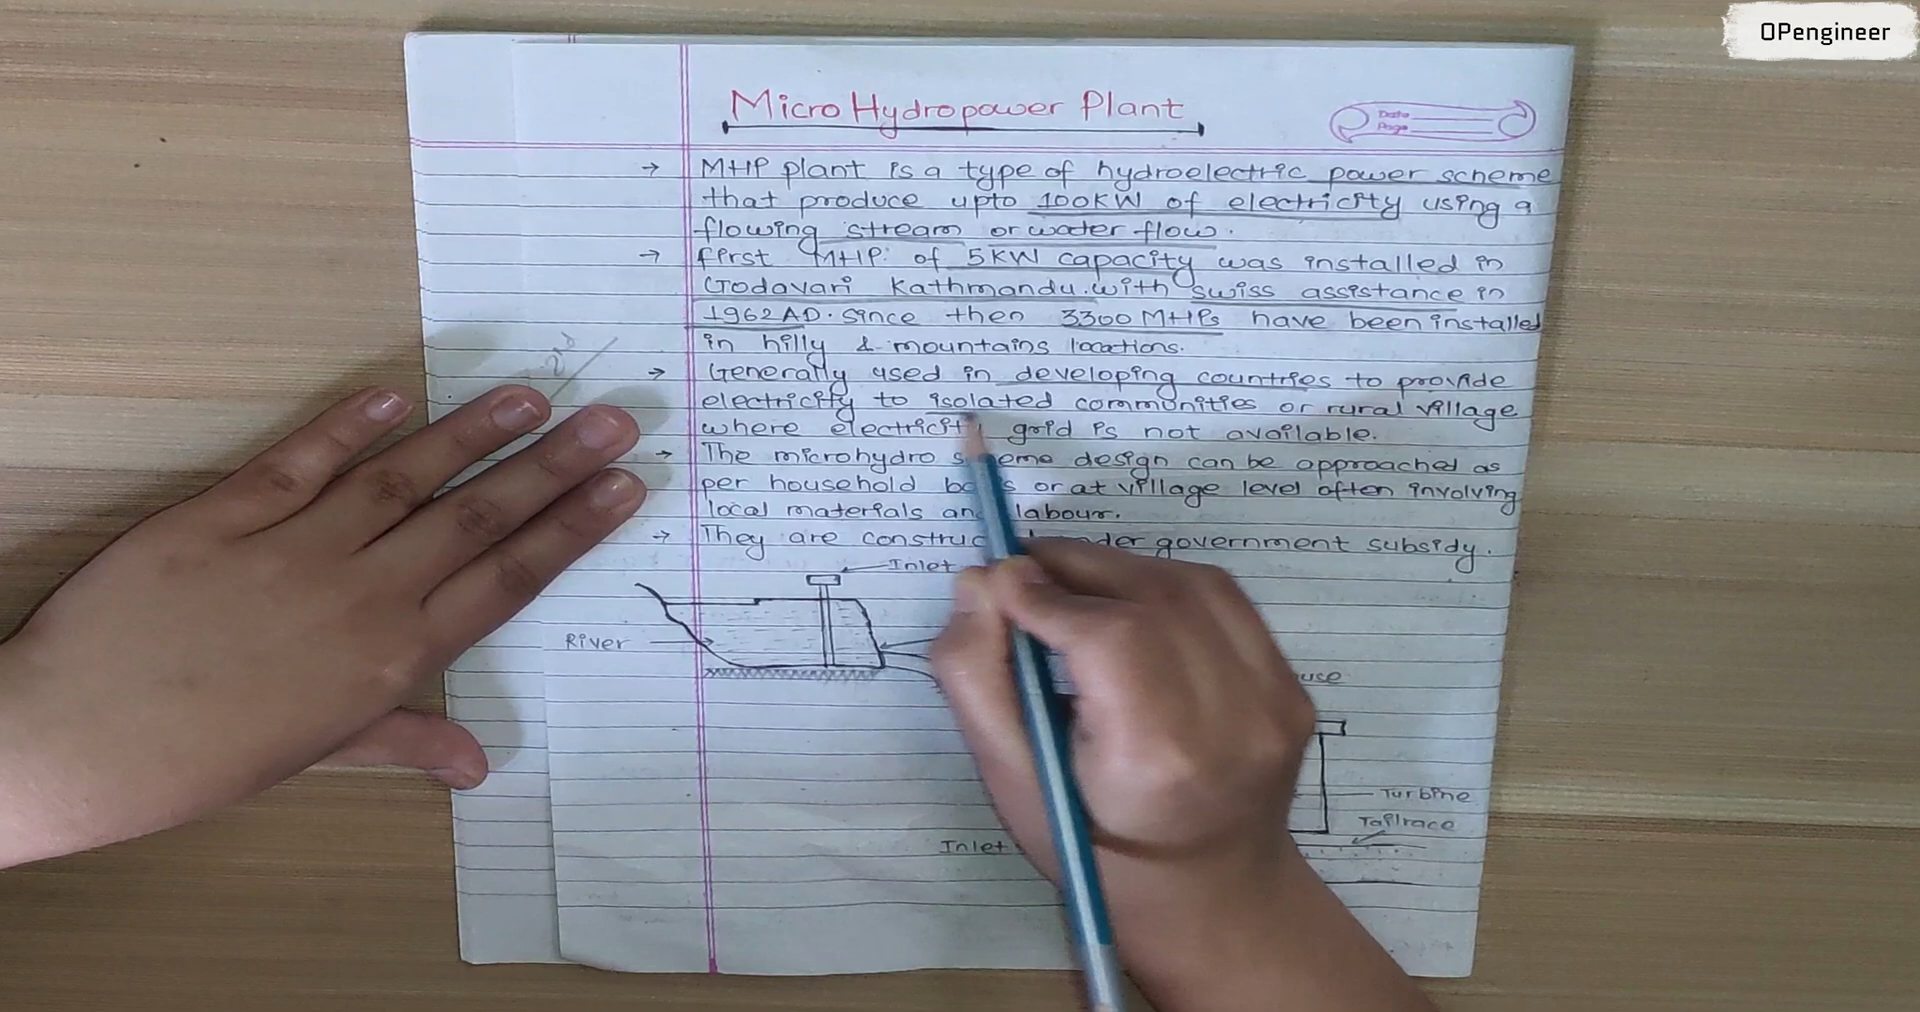 OPengineer
Micro Hydropower Plant
Date
Page
→ MHP plant is a type of hydroelectric power scheme
that produce upto 100KW of electricity using a
flowing stream or water flow.
→ first MHP of 5KW capacity was installed in
Godavari Kathmandu. with swiss assistance in
1962 AD. since then 3300 MHPs have been installed
in hilly & mountains locations.
→ Generally used in developing countries to provide
electricity to isolated communities or rural village
where electricity grid is not available.
→ The microhydro design can be approached as
per household or at village level often involving
local materials labour.
→ They are government subsidy.
Inlet
River
Turbine
Tailrace
Inlet
2nd